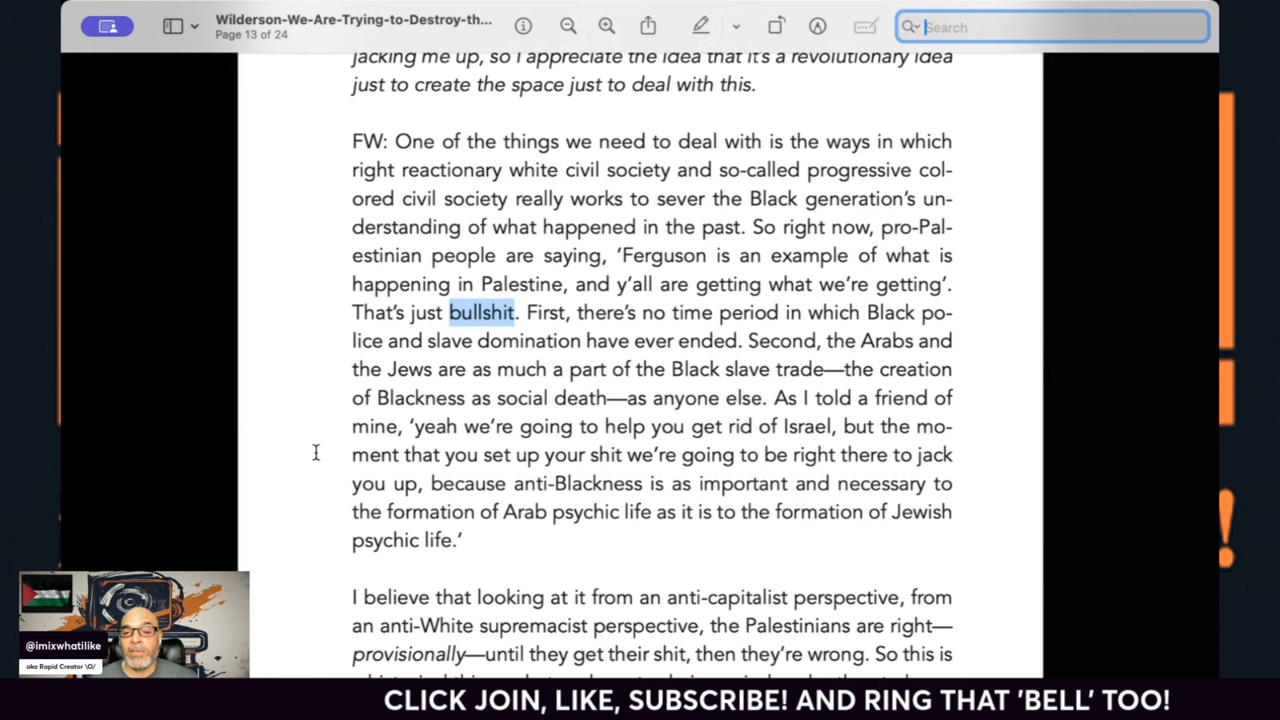 Wilderson-We-Are-Trying-to-Destroy-th...
Page 13 of 24
Search
jacking me up, so I appreciate the idea that it's a revolutionary idea
just to create the space just to deal with this.
FW: One of the things we need to deal with is the ways in which
right reactionary white civil society and so-called progressive col-
ored civil society really works to sever the Black generation's un-
derstanding of what happened in the past. So right now, pro-Pal-
estinian people are saying, 'Ferguson is an example of what is
happening in Palestine, and y'all are getting what we're getting'.
That's just bullshit. First, there's no time period in which Black po-
lice and slave domination have ever ended. Second, the Arabs and
the Jews are as much a part of the Black slave trade—the creation
of Blackness as social death—as anyone else. As I told a friend of
mine, 'yeah we're going to help you get rid of Israel, but the mo-
ment that you set up your shit we're going to be right there to jack
you up, because anti-Blackness is as important and necessary to
the formation of Arab psychic life as it is to the formation of Jewish
psychic life.'
I believe that looking at it from an anti-capitalist perspective, from
an anti-White supremacist perspective, the Palestinians are right—
provisionally—until they get their shit, then they're wrong. So this is
@imixwhatilike
aka Rapid Creator \O/
CLICK JOIN, LIKE, SUBSCRIBE! AND RING THAT 'BELL' TOO!